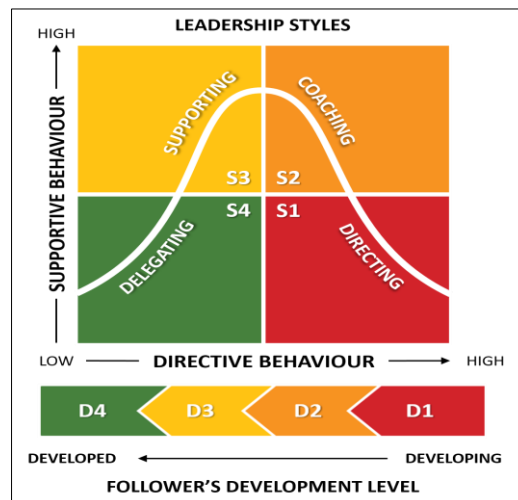 LEADERSHIP STYLES
HIGH
SUPPORTIVE BEHAVIOUR
SUPPORTING
COACHING
S3 S2
S4 S1
DELEGATING
DIRECTING
LOW DIRECTIVE BEHAVIOUR HIGH
D4 D3 D2 D1
DEVELOPED DEVELOPING
FOLLOWER'S DEVELOPMENT LEVEL